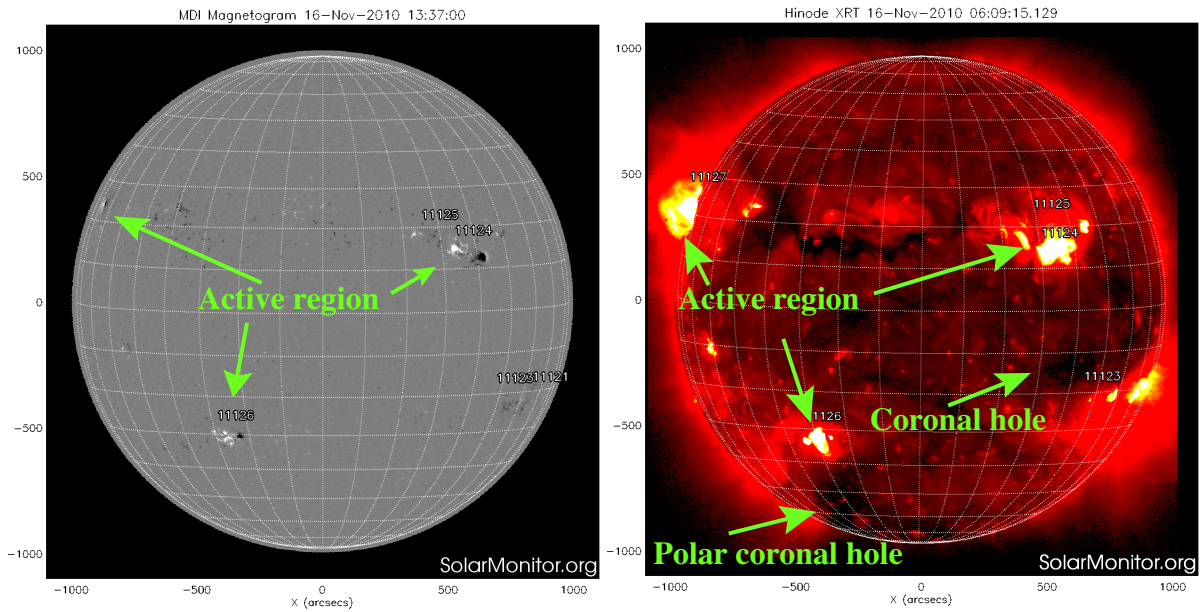 MDI Magnetogram 16-Nov-2010 13:37:00
1000
500
0
-500
-1000
11125
11124
Active region
11123
11121
11126
SolarMonitor.org
-1000 -500 0 500 1000
X (arcsecs)
Hinode XRT 16-Nov-2010 06:09:15.129
1000
500
0
-500
-1000
11127
11125
11124
Active region
11123
Coronal hole
1126
Polar coronal hole
SolarMonitor.org
-1000 -500 0 500 1000
X (arcsecs)